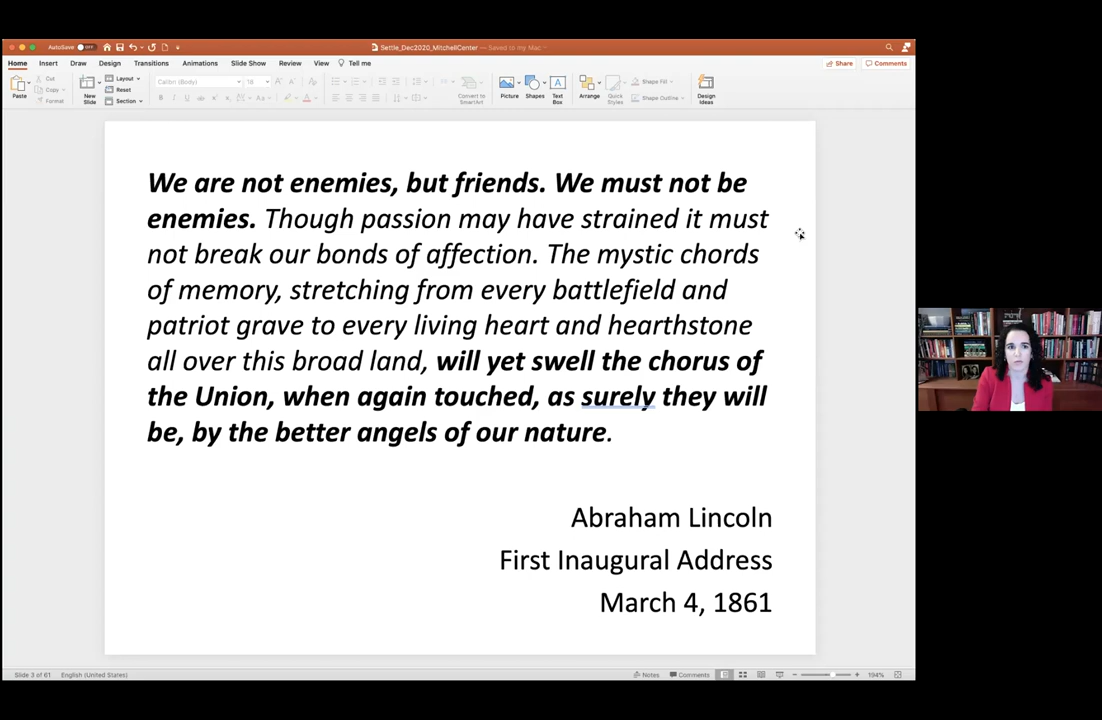 AutoSave OFF
Settle_Dec2020_MitchellCenter — Saved to my Mac
Home Insert Draw Design Transitions Animations Slide Show Review View Tell me
Share Comments
Paste
Cut
Copy
Format
New Slide
Layout
Reset
Section
Calibri (Body) 18
Convert to SmartArt
Picture
Shapes
Text Box
Arrange
Quick Styles
Shape Fill
Shape Outline
Design Ideas
We are not enemies, but friends. We must not be
enemies. Though passion may have strained it must
not break our bonds of affection. The mystic chords
of memory, stretching from every battlefield and
patriot grave to every living heart and hearthstone
all over this broad land, will yet swell the chorus of
the Union, when again touched, as surely they will
be, by the better angels of our nature.
Abraham Lincoln
First Inaugural Address
March 4, 1861
Slide 3 of 61 English (United States)
Notes Comments 194%